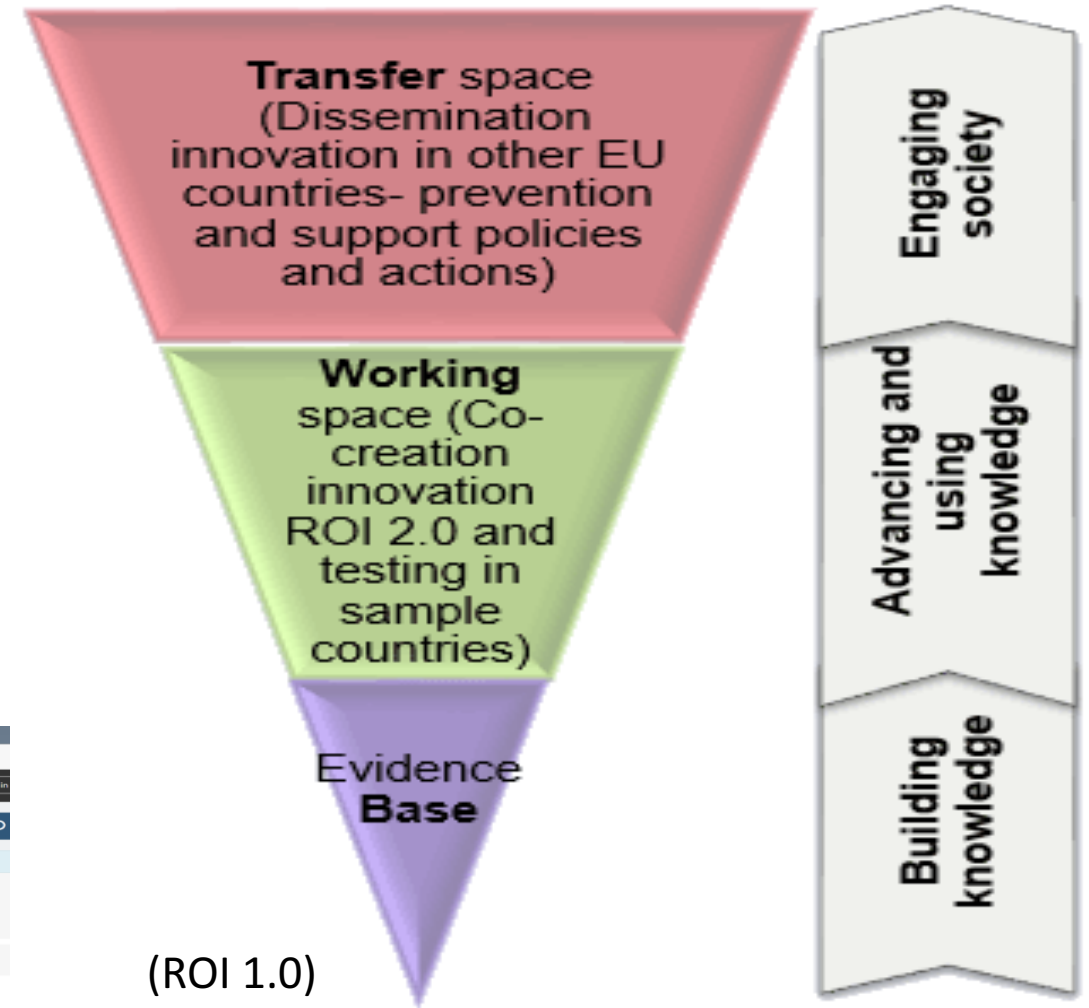 Transfer space
(Dissemination
innovation in other EU
countries- prevention
and support policies
and actions)
Engaging
society
Working
space (Co-
creation
innovation
ROI 2.0 and
testing in
sample
countries)
Advancing and
using
knowledge
Evidence
Base
Building
knowledge
(ROI 1.0)